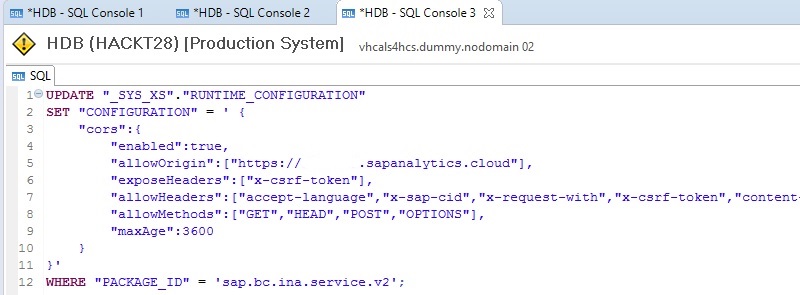 *HDB - SQL Console 1 *HDB - SQL Console 2 *HDB - SQL Console 3
HDB (HACKT28) [Production System] vhcals4hcs.dummy.nodomain 02
SQL
1 UPDATE "_SYS_XS"."RUNTIME_CONFIGURATION"
2 SET "CONFIGURATION" = ' {
3 "cors":{
4 "enabled":true,
5 "allowOrigin":["https:// .sapanalytics.cloud"],
6 "exposeHeaders":["x-csrf-token"],
7 "allowHeaders":["accept-language","x-sap-cid","x-request-with","x-csrf-token","content-
8 "allowMethods":["GET","HEAD","POST","OPTIONS"],
9 "maxAge":3600
10 }
11 }'
12 WHERE "PACKAGE_ID" = 'sap.bc.ina.service.v2';